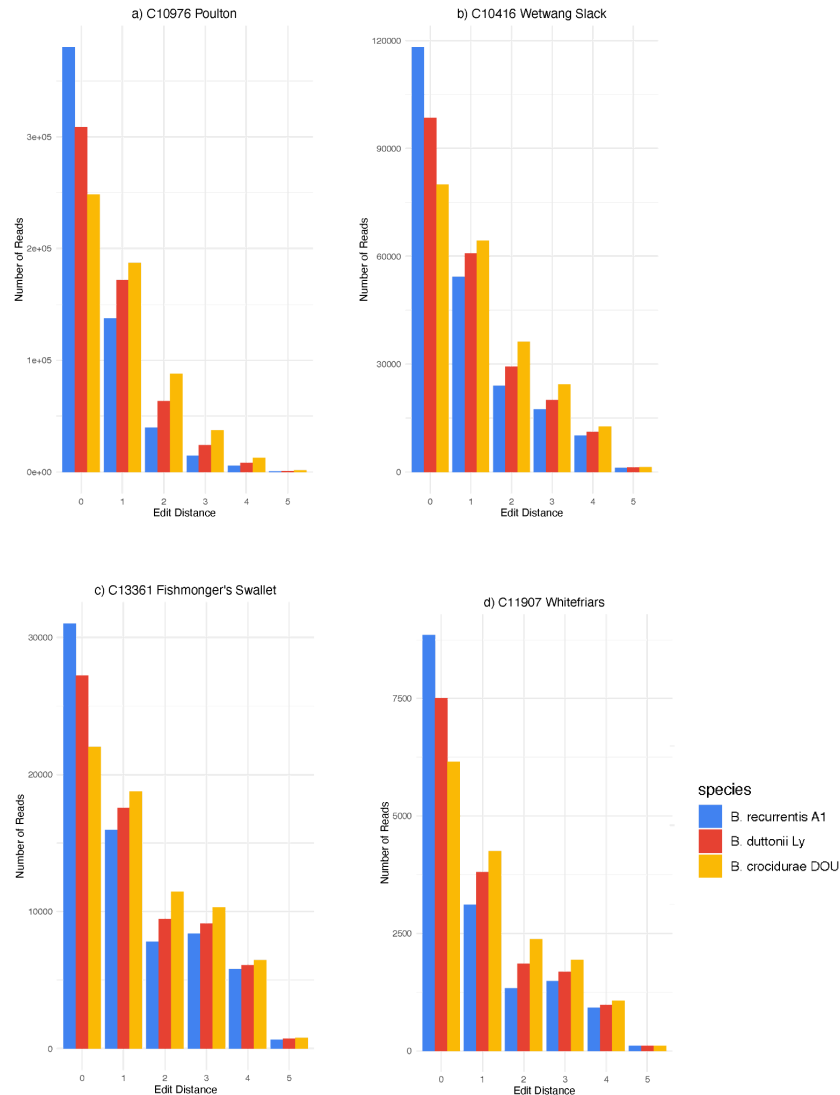 a) C10976 Poulton
Number of Reads
3e+05
2e+05
1e+05
0e+00
0 1 2 3 4 5
Edit Distance
b) C10416 Wetwang Slack
Number of Reads
120000
90000
60000
30000
0
0 1 2 3 4 5
Edit Distance
c) C13361 Fishmonger's Swallet
Number of Reads
30000
20000
10000
0
0 1 2 3 4 5
Edit Distance
d) C11907 Whitefriars
Number of Reads
7500
5000
2500
0
0 1 2 3 4 5
Edit Distance
species
B. recurrentis A1
B. duttonii Ly
B. crocidurae DOU